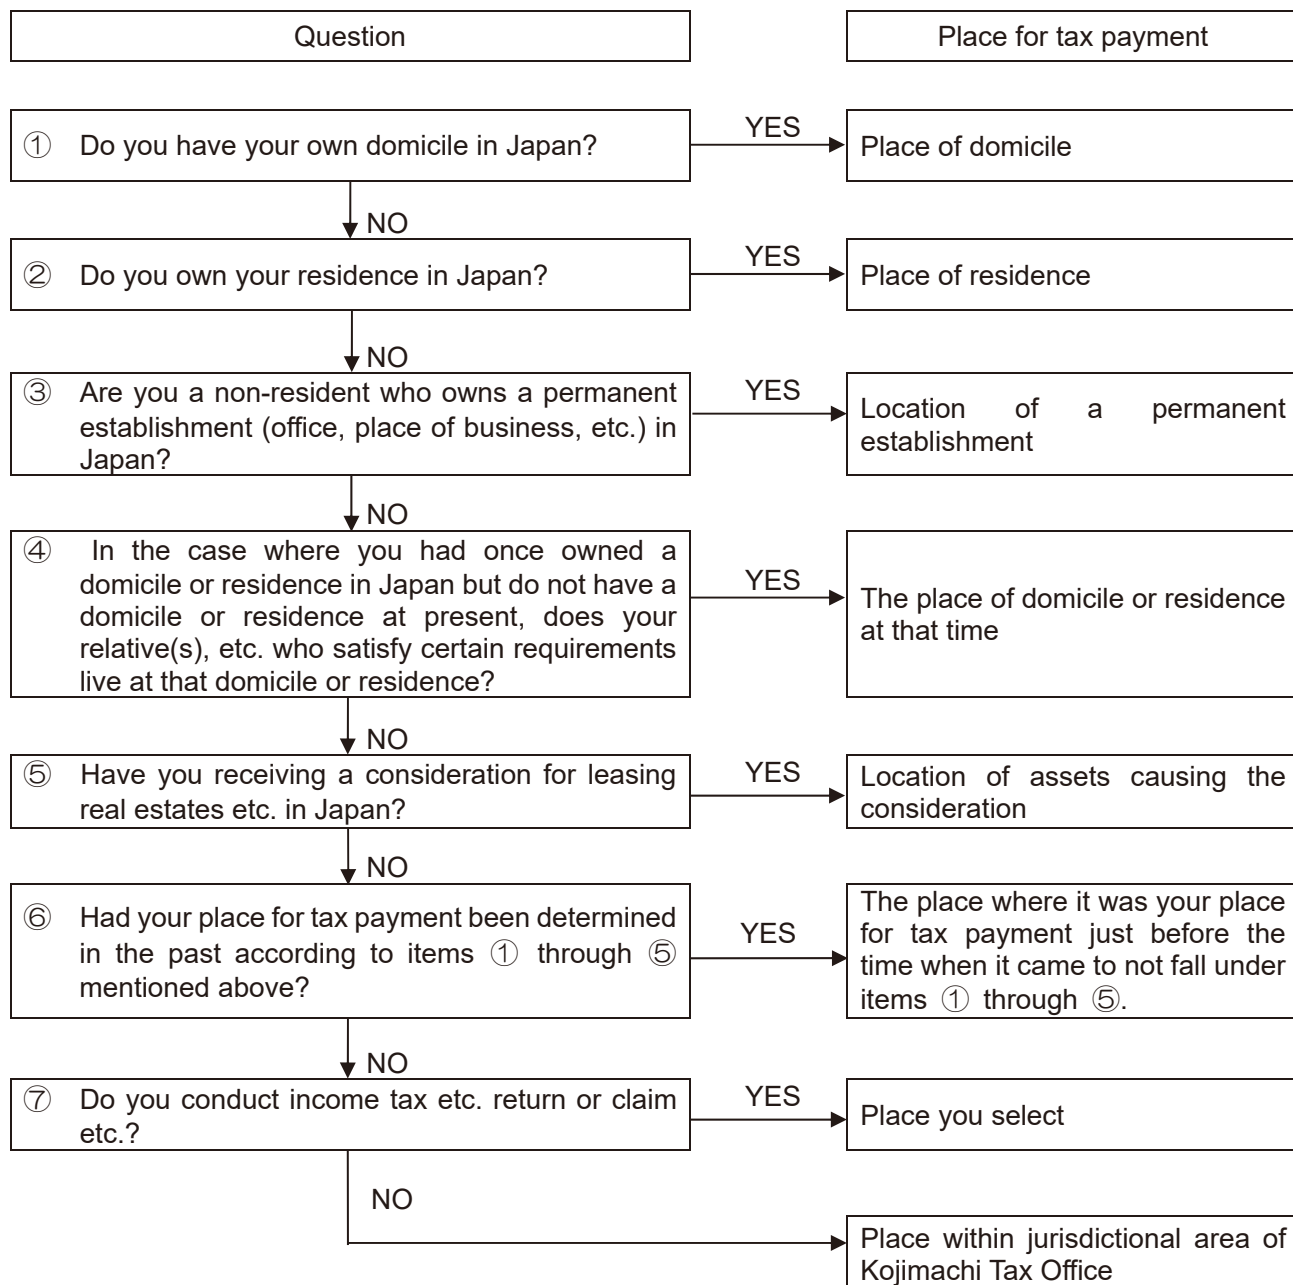 Question
Place for tax payment
① Do you have your own domicile in Japan?
YES
Place of domicile
NO
② Do you own your residence in Japan?
YES
Place of residence
NO
③ Are you a non-resident who owns a permanent
establishment (office, place of business, etc.) in
Japan?
YES
Location of a permanent
establishment
NO
④ In the case where you had once owned a
domicile or residence in Japan but do not have a
domicile or residence at present, does your
relative(s), etc. who satisfy certain requirements
live at that domicile or residence?
YES
The place of domicile or residence
at that time
NO
⑤ Have you receiving a consideration for leasing
real estates etc. in Japan?
YES
Location of assets causing the
consideration
NO
⑥ Had your place for tax payment been determined
in the past according to items ① through ⑤
mentioned above?
YES
The place where it was your place
for tax payment just before the
time when it came to not fall under
items ① through ⑤.
NO
⑦ Do you conduct income tax etc. return or claim
etc.?
YES
Place you select
NO
Place within jurisdictional area of
Kojimachi Tax Office